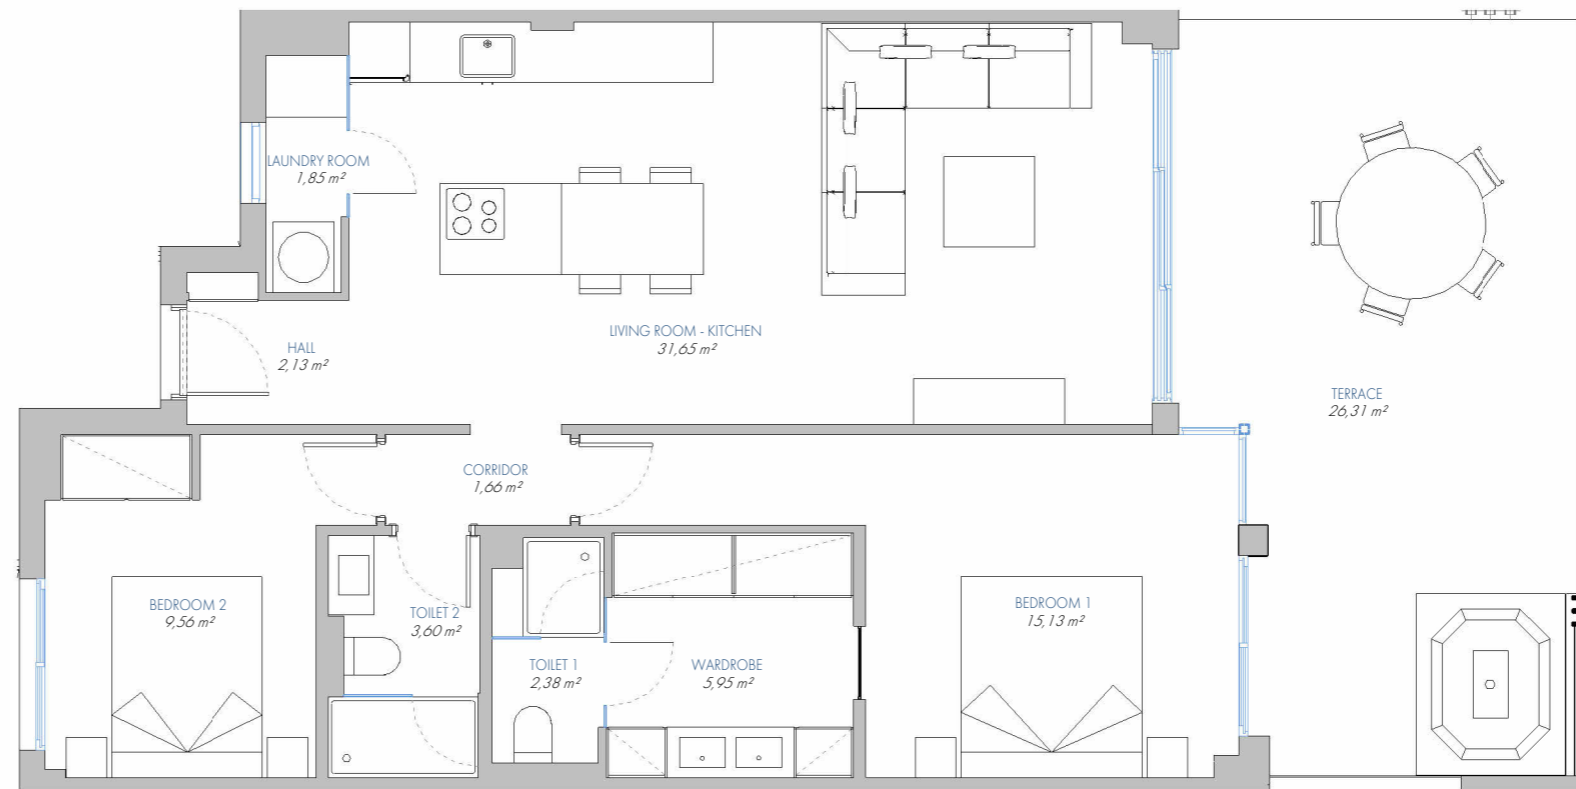 LAUNDRY ROOM
1,85 m²
HALL
2,13 m²
LIVING ROOM - KITCHEN
31,65 m²
TERRACE
26,31 m²
CORRIDOR
1,66 m²
BEDROOM 2
9,56 m²
TOILET 2
3,60 m²
TOILET 1
2,38 m²
WARDROBE
5,95 m²
BEDROOM 1
15,13 m²